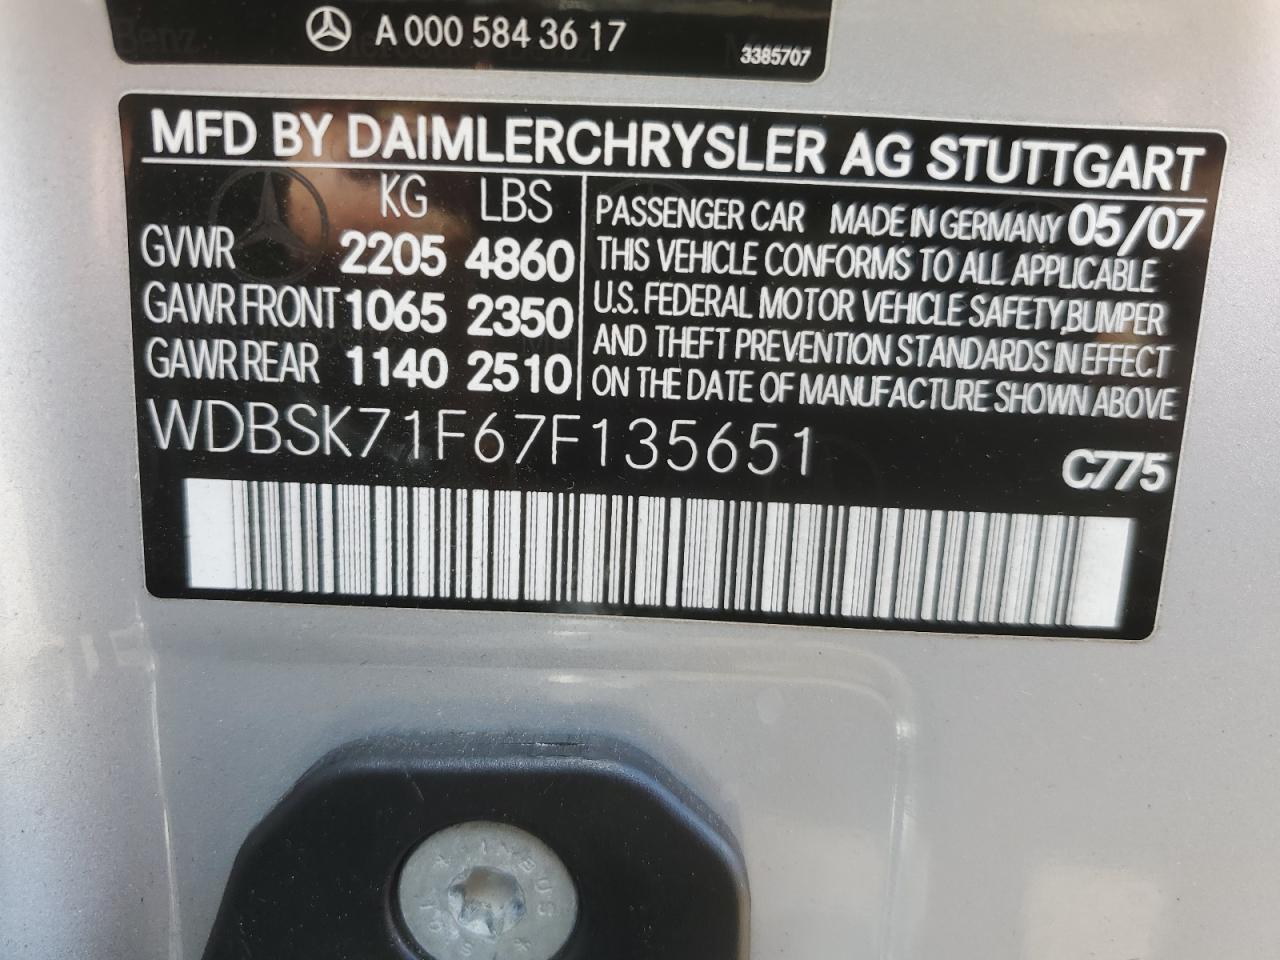 A 000 584 36 17
3385707
MFD BY DAIMLERCHRYSLER AG STUTTGART
KG LBS
GVWR 2205 4860
GAWR FRONT 1065 2350
GAWR REAR 1140 2510
PASSENGER CAR MADE IN GERMANY 05/07
THIS VEHICLE CONFORMS TO ALL APPLICABLE
U.S. FEDERAL MOTOR VEHICLE SAFETY, BUMPER
AND THEFT PREVENTION STANDARDS IN EFFECT
ON THE DATE OF MANUFACTURE SHOWN ABOVE
WDBSK71F67F135651
C775
INBUS